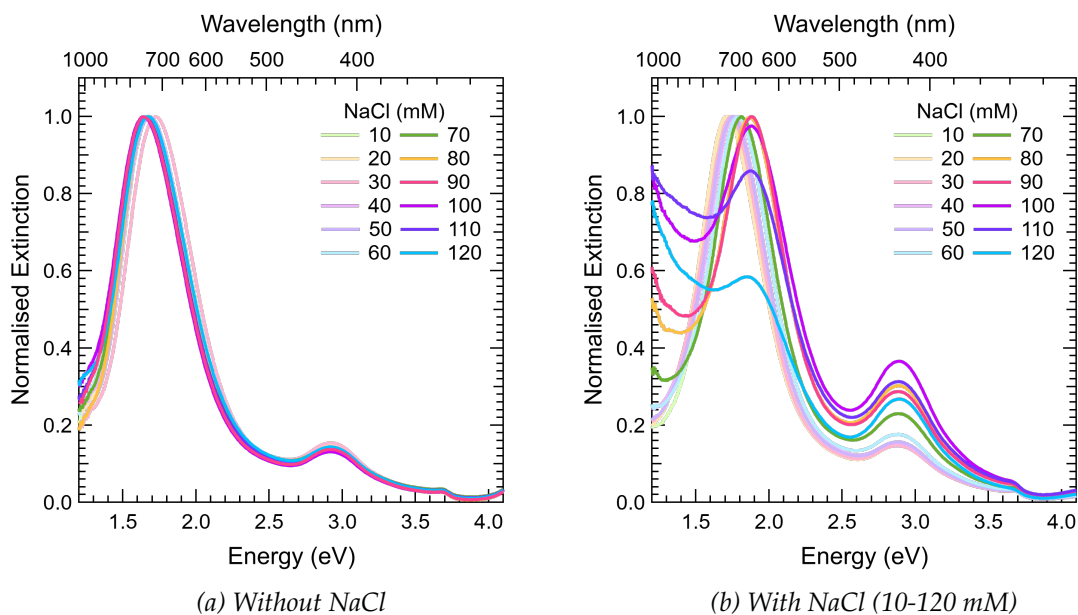 Wavelength (nm)
1000 700 600 500 400
1.0
0.8
0.6
0.4
0.2
0.0
Normalised Extinction
NaCl (mM)
10 70
20 80
30 90
40 100
50 110
60 120
1.5 2.0 2.5 3.0 3.5 4.0
Energy (eV)
(a) Without NaCl
Wavelength (nm)
1000 700 600 500 400
1.0
0.8
0.6
0.4
0.2
0.0
Normalised Extinction
NaCl (mM)
10 70
20 80
30 90
40 100
50 110
60 120
1.5 2.0 2.5 3.0 3.5 4.0
Energy (eV)
(b) With NaCl (10-120 mM)